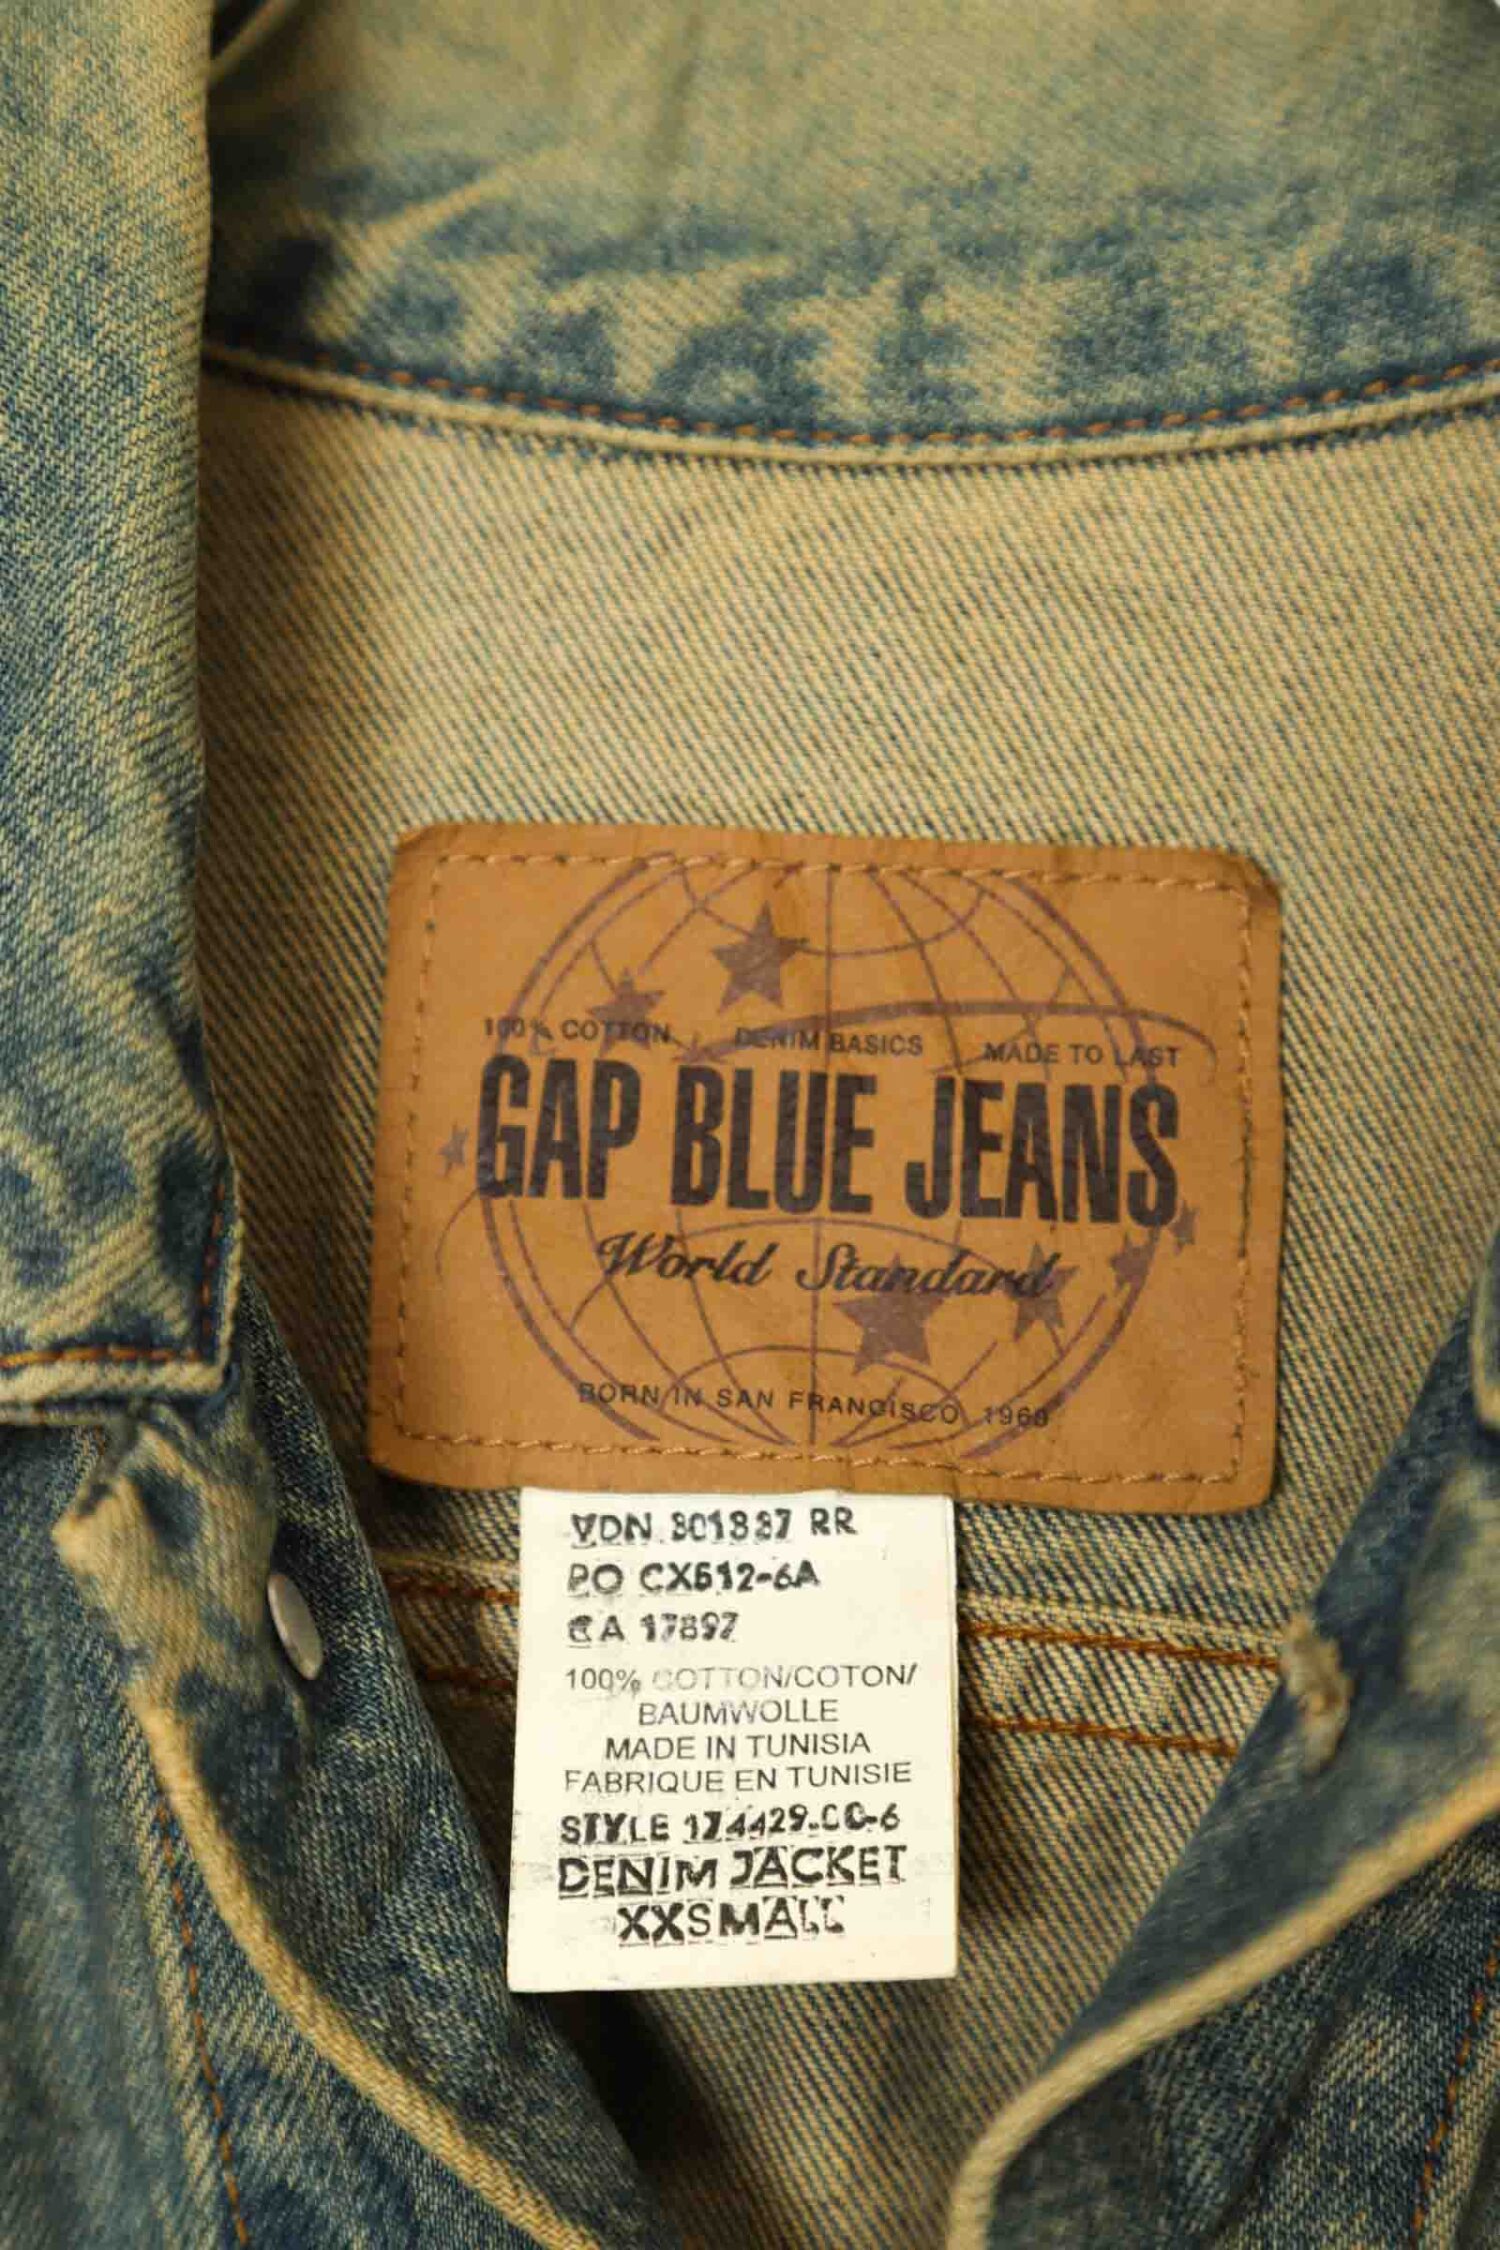 100% COTTON DENIM BASICS MADE TO LAST
GAP BLUE JEANS
World Standard
BORN IN SAN FRANCISCO 1969
VDN 301337 RR
PO CX512-6A
CA 17897
100% COTTON/COTON/
BAUMWOLLE
MADE IN TUNISIA
FABRIQUE EN TUNISIE
STYLE 174429.00-6
DENIM JACKET
XXSMALL